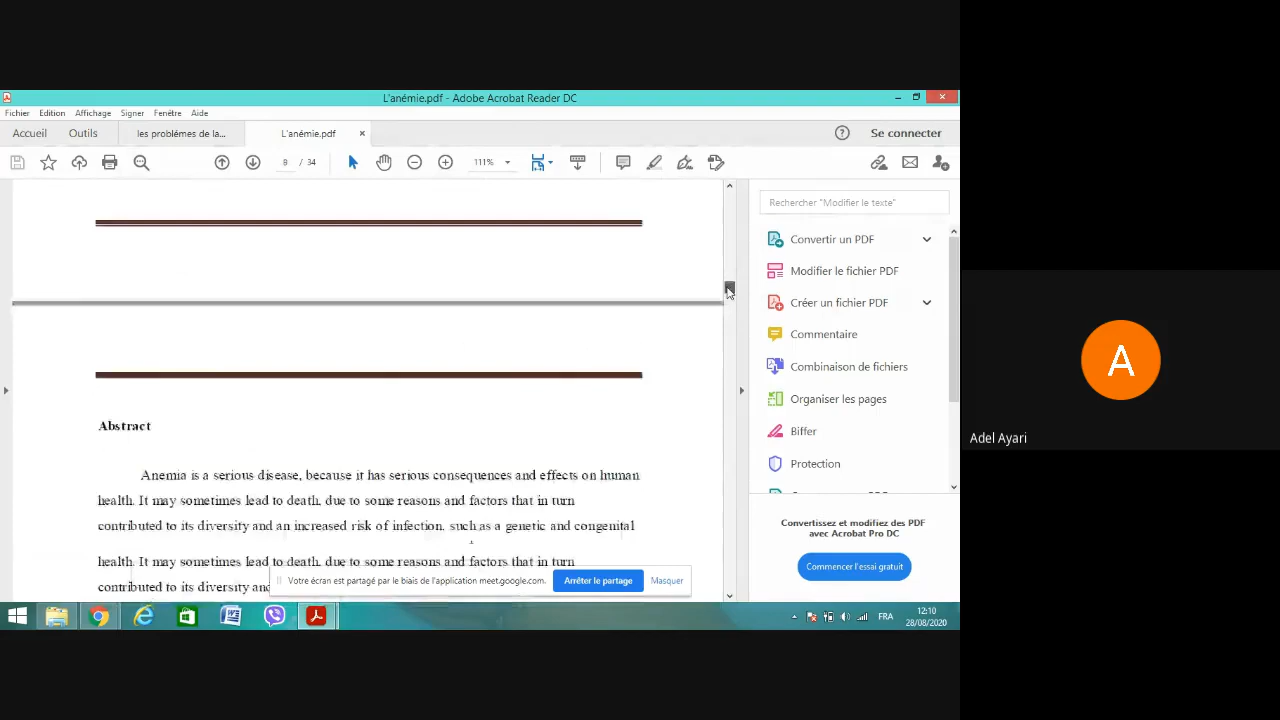 L'anémie.pdf - Adobe Acrobat Reader DC
Fichier Edition Affichage Signer Fenêtre Aide
Accueil Outils les problémes de la... L'anémie.pdf × Se connecter
8 / 34 111%
Rechercher "Modifier le texte"
Convertir un PDF
Modifier le fichier PDF
Créer un fichier PDF
Commentaire
Combinaison de fichiers
Organiser les pages
Biffer
Protection
Convertissez et modifiez des PDF
avec Acrobat Pro DC
Commencer l'essai gratuit
Abstract
Anemia is a serious disease, because it has serious consequences and effects on human
health. It may sometimes lead to death, due to some reasons and factors that in turn
contributed to its diversity and an increased risk of infection, such as a genetic and congenital
health. It may sometimes lead to death, due to some reasons and factors that in turn
contributed to its diversity and
Votre écran est partagé par le biais de l'application meet.google.com. Arrêter le partage Masquer
FRA
12:10
28/08/2020
A
Adel Ayari